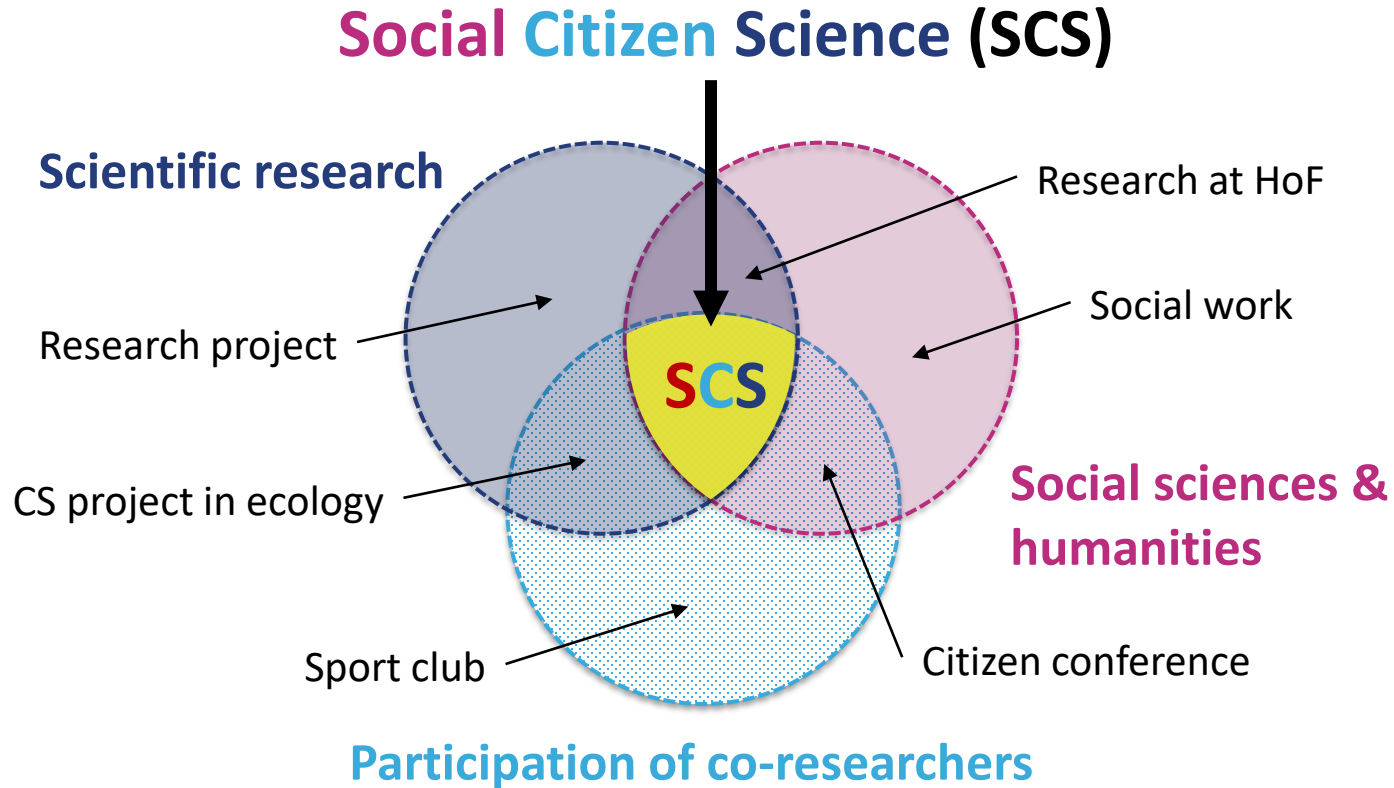 Social Citizen Science (SCS)
Scientific research
Research at HoF
Social work
Research project
SCS
CS project in ecology
Social sciences &
humanities
Sport club
Citizen conference
Participation of co-researchers